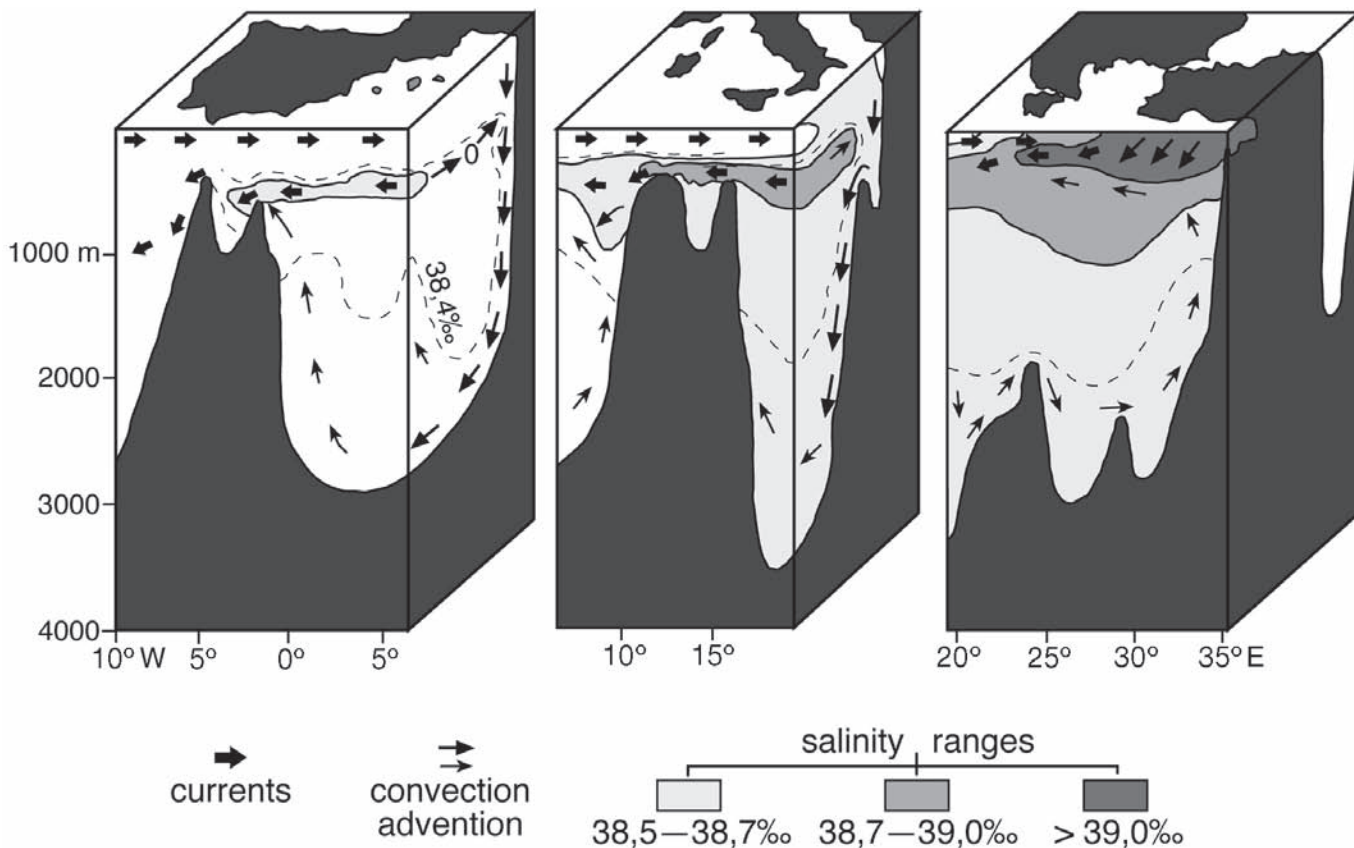 0
38,4‰
1000 m
2000
3000
4000
10° W 5° 0° 5°
10° 15°
20° 25° 30° 35° E
salinity ranges
currents
convection
advention
38,5—38,7‰ 38,7—39,0‰ > 39,0‰